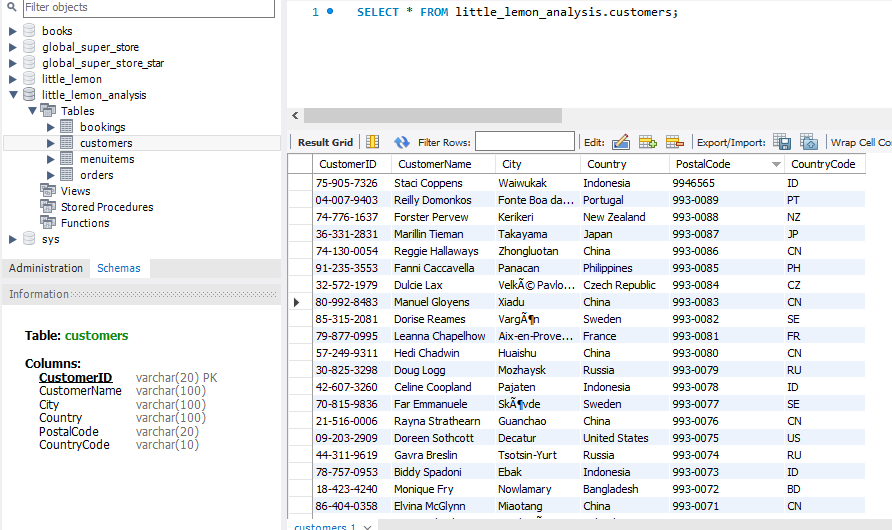 Filter objects
books
global_super_store
global_super_store_star
little_lemon
little_lemon_analysis
Tables
bookings
customers
menuitems
orders
Views
Stored Procedures
Functions
sys
Administration Schemas
Information
Table: customers
Columns:
CustomerID varchar(20) PK
CustomerName varchar(100)
City varchar(100)
Country varchar(100)
PostalCode varchar(20)
CountryCode varchar(10)
1 SELECT * FROM little_lemon_analysis.customers;
Result Grid Filter Rows: Edit: Export/Import: Wrap Cell Co
CustomerID CustomerName City Country PostalCode CountryCode
75-905-7326 Staci Coppens Waiwukak Indonesia 9946565 ID
04-007-9403 Reilly Domonkos Fonte Boa da... Portugal 993-0089 PT
74-776-1637 Forster Pervew Kerikeri New Zealand 993-0088 NZ
36-331-2831 Marillin Tieman Takayama Japan 993-0087 JP
74-130-0054 Reggie Hallaways Zhongluotan China 993-0086 CN
91-235-3553 Fanni Caccavella Panacan Philippines 993-0085 PH
32-572-1979 Dulcie Lax VelkÃ© Pavlo... Czech Republic 993-0084 CZ
80-992-8483 Manuel Gloyens Xiadu China 993-0083 CN
85-315-2081 Dorise Reames VargÃ¶n Sweden 993-0082 SE
79-877-0995 Leanna Chapelhow Aix-en-Prove... France 993-0081 FR
57-249-9311 Hedi Chadwin Huaishu China 993-0080 CN
30-825-3298 Doug Logg Mozhaysk Russia 993-0079 RU
42-607-3260 Celine Coopland Pajaten Indonesia 993-0078 ID
70-815-9836 Far Emmanuele SkÃ¶vde Sweden 993-0077 SE
21-516-0006 Rayna Strathearn Guanchao China 993-0076 CN
09-203-2909 Doreen Sothcott Decatur United States 993-0075 US
44-311-9619 Gavra Breslin Tsotsin-Yurt Russia 993-0074 RU
78-757-0953 Biddy Spadoni Ebak Indonesia 993-0073 ID
18-423-4240 Monique Fry Nowlamary Bangladesh 993-0072 BD
86-404-0358 Elvina McGlynn Miaotang China 993-0071 CN
customers 1